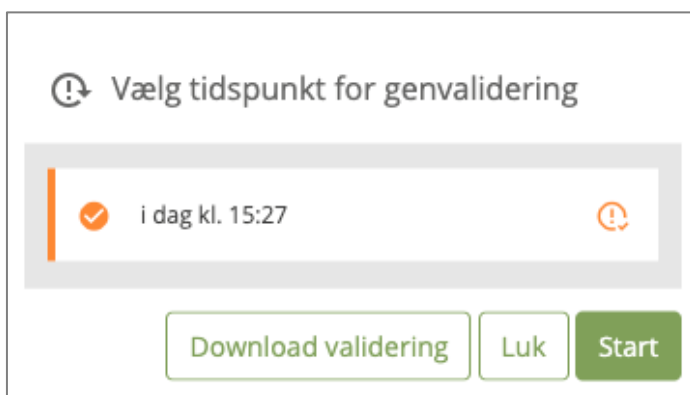 Vælg tidspunkt for genvalidering
i dag kl. 15:27
Download validering Luk Start